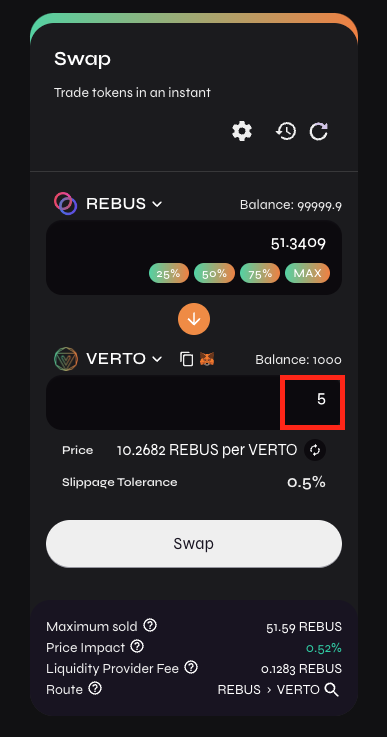 Swap
Trade tokens in an instant
REBUS Balance: 99999.9
51.3409
25% 50% 75% MAX
VERTO Balance: 1000
5
Price 10.2682 REBUS per VERTO
Slippage Tolerance 0.5%
Swap
Maximum sold 51.59 REBUS
Price Impact 0.52%
Liquidity Provider Fee 0.1283 REBUS
Route REBUS > VERTO